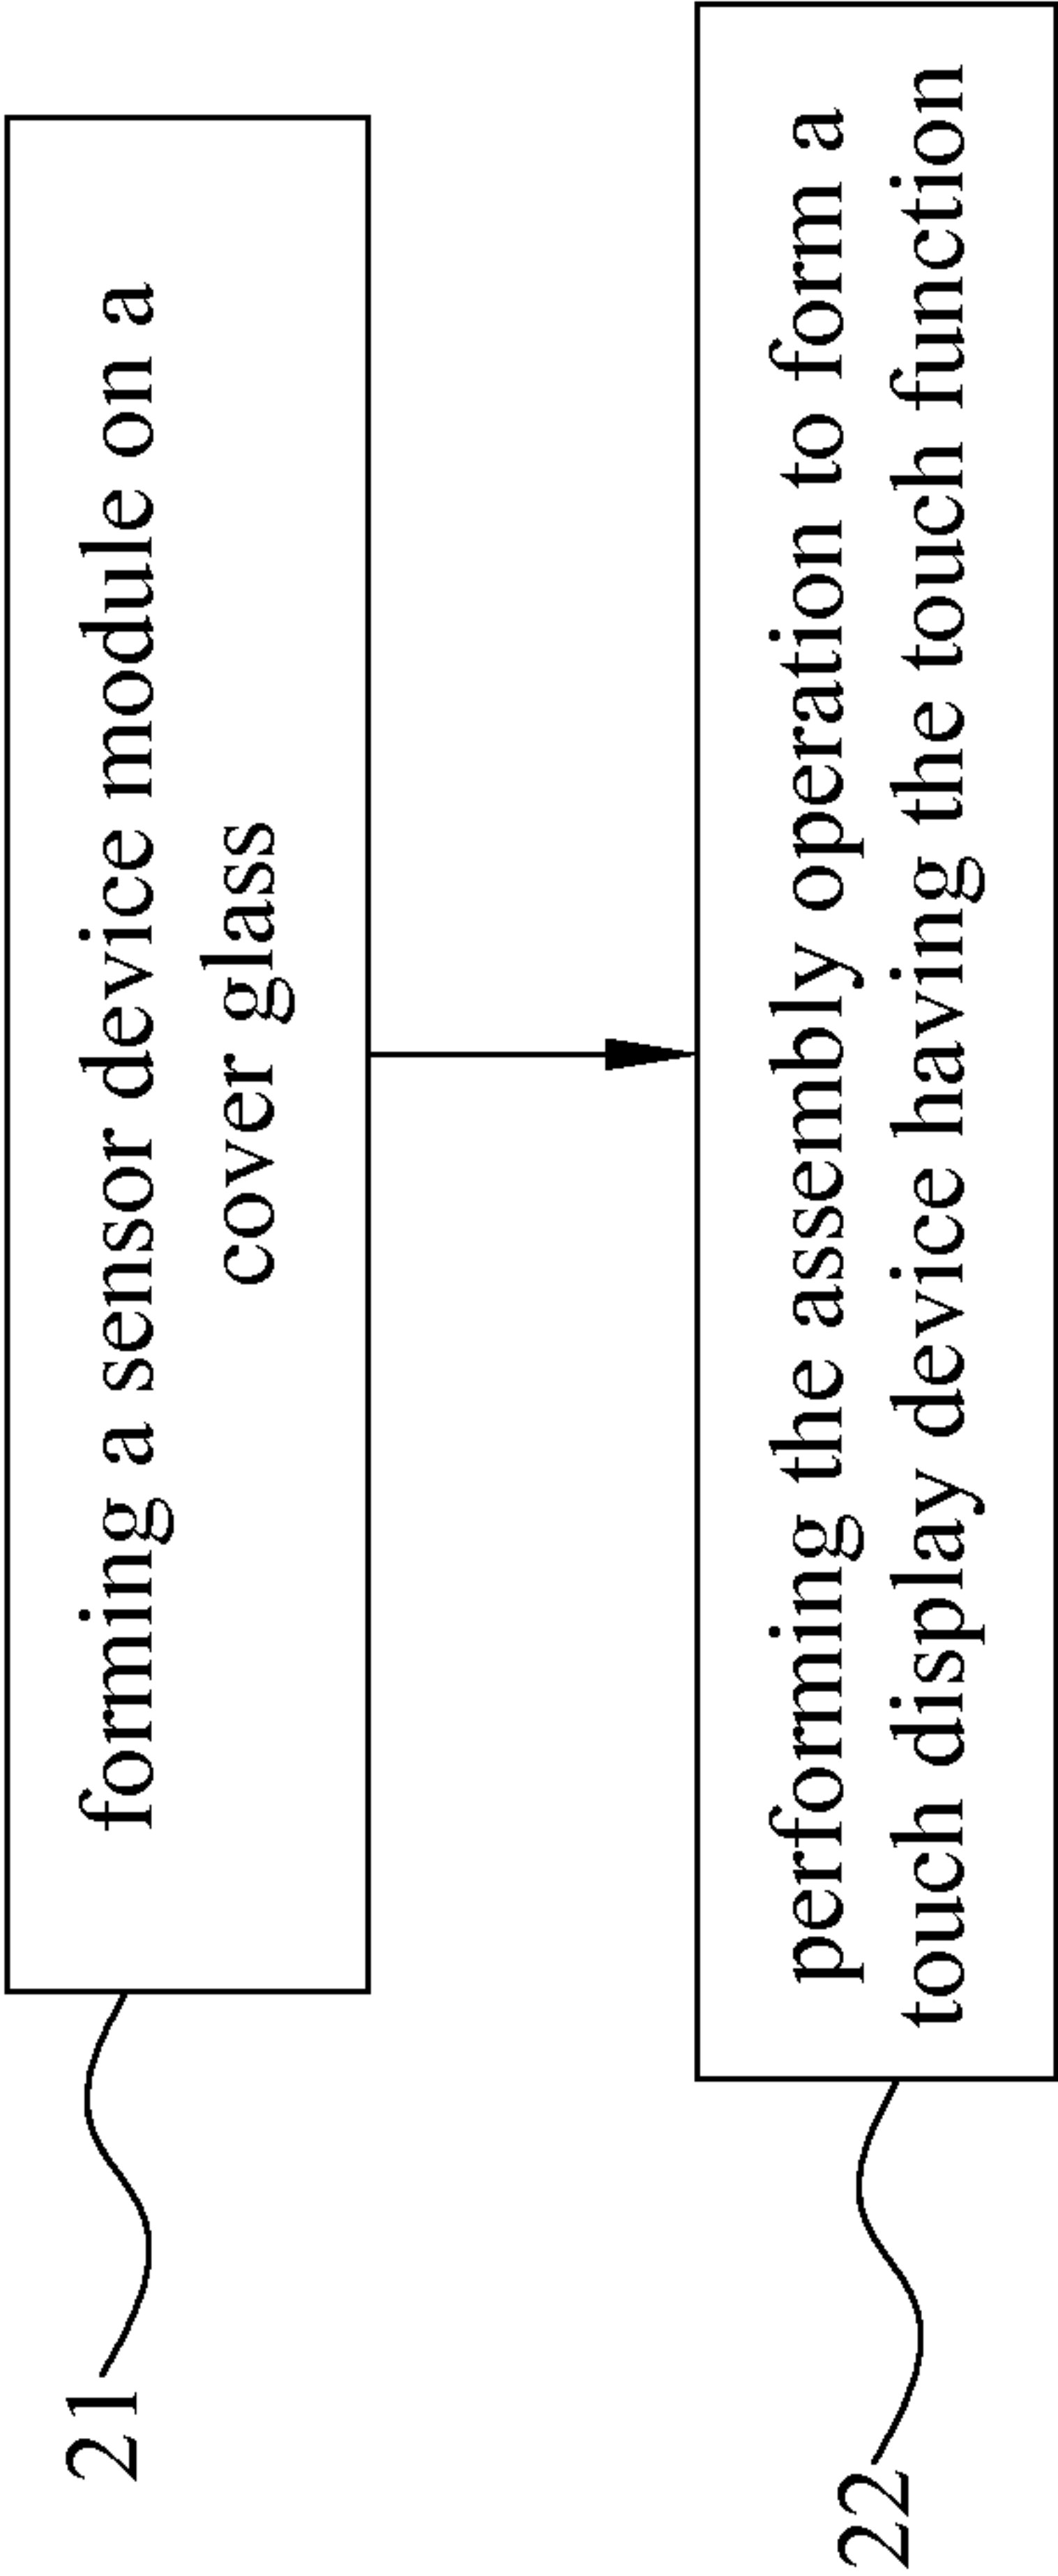 21
forming a sensor device module on a
cover glass
22
performing the assembly operation to form a
touch display device having the touch function